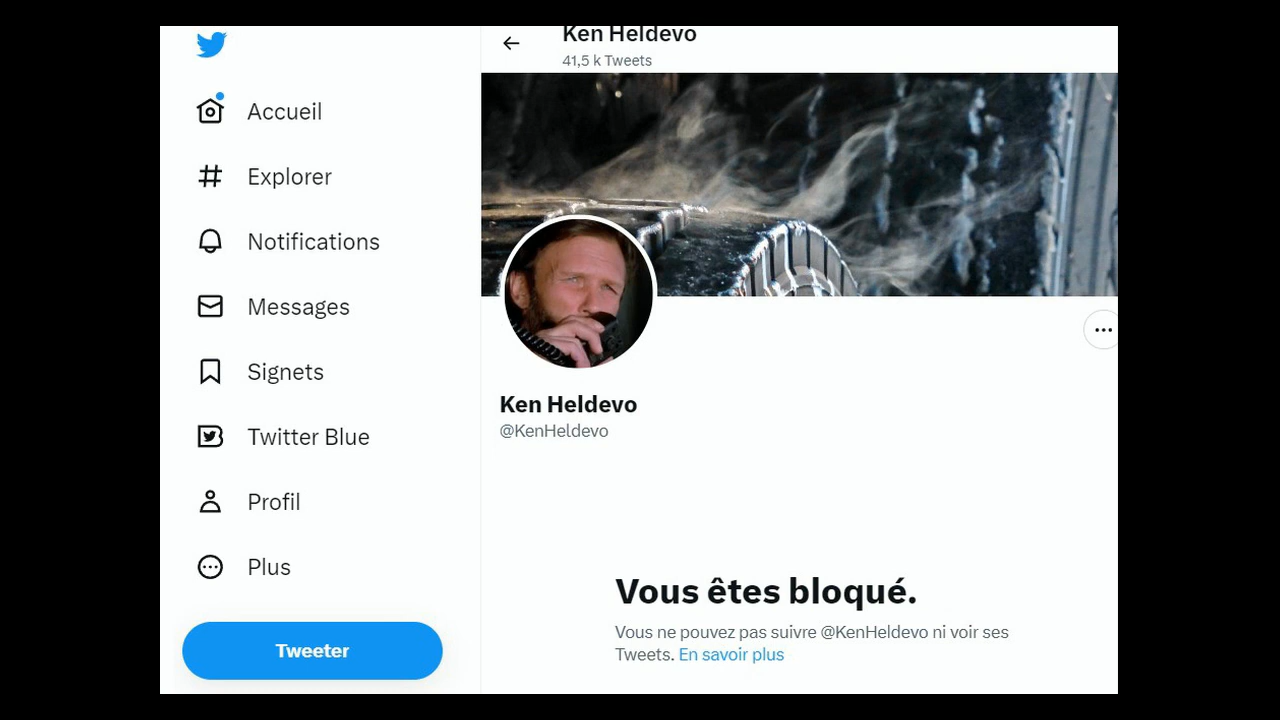 Accueil
Explorer
Notifications
Messages
Signets
Twitter Blue
Profil
Plus
Tweeter
Ken Heldevo
41,5 k Tweets
Ken Heldevo
@KenHeldevo
Vous êtes bloqué.
Vous ne pouvez pas suivre @KenHeldevo ni voir ses
Tweets. En savoir plus